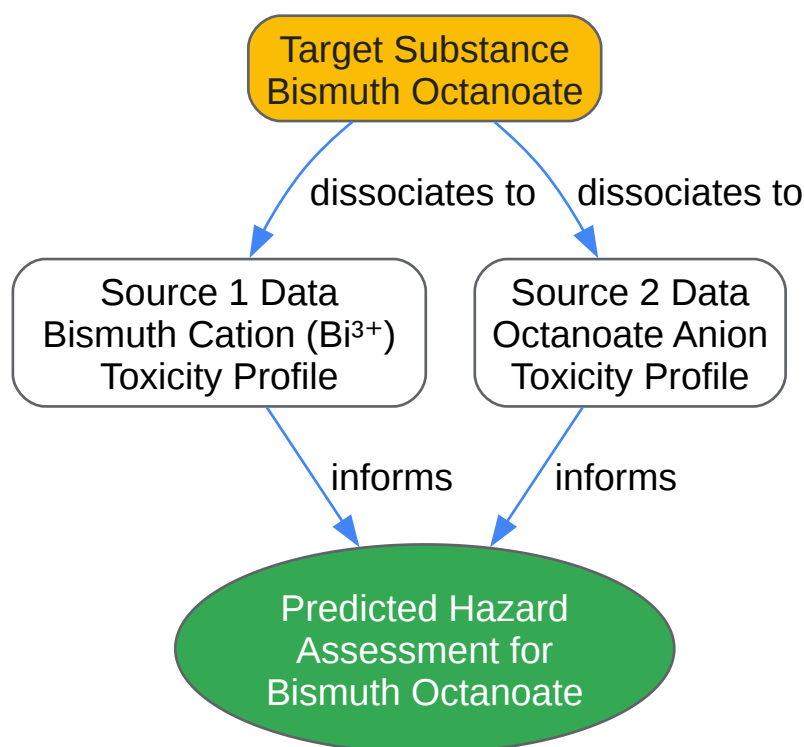 Target Substance
Bismuth Octanoate
dissociates to
dissociates to
Source 1 Data
Bismuth Cation (Bi³⁺)
Toxicity Profile
Source 2 Data
Octanoate Anion
Toxicity Profile
informs
informs
Predicted Hazard
Assessment for
Bismuth Octanoate